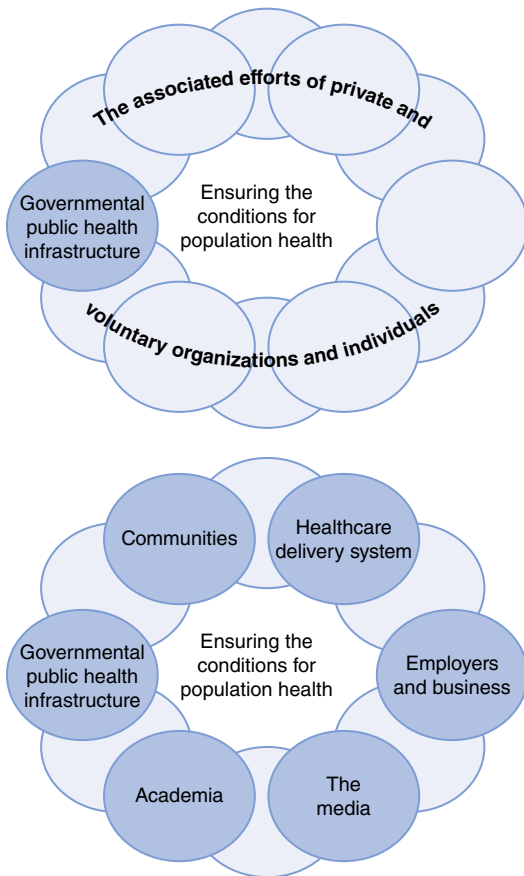 The associated efforts of private and
Governmental
public health
infrastructure
Ensuring the
conditions for
population health
voluntary organizations and individuals
Communities
Healthcare
delivery system
Governmental
public health
infrastructure
Ensuring the
conditions for
population health
Employers
and business
Academia
The
media